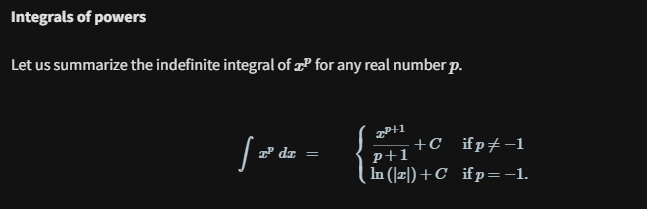 Integrals of powers
Let us summarize the indefinite integral of x^p for any real number p.
∫ x^p dx = { x^{p+1}/(p+1) + C if p ≠ −1
ln (|x|) + C if p = −1.